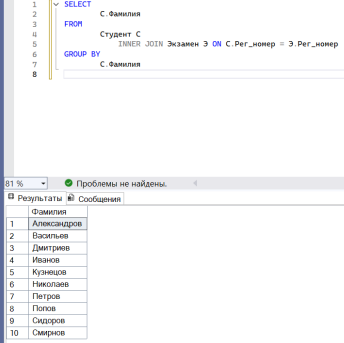 1 SELECT
2 С.Фамилия
3 FROM
4 Студент С
5 INNER JOIN Экзамен Э ON С.Рег_номер = Э.Рег_номер
6 GROUP BY
7 С.Фамилия
8
81 % Проблемы не найдены.
Результаты Сообщения
Фамилия
1 Александров
2 Васильев
3 Дмитриев
4 Иванов
5 Кузнецов
6 Николаев
7 Петров
8 Попов
9 Сидоров
10 Смирнов